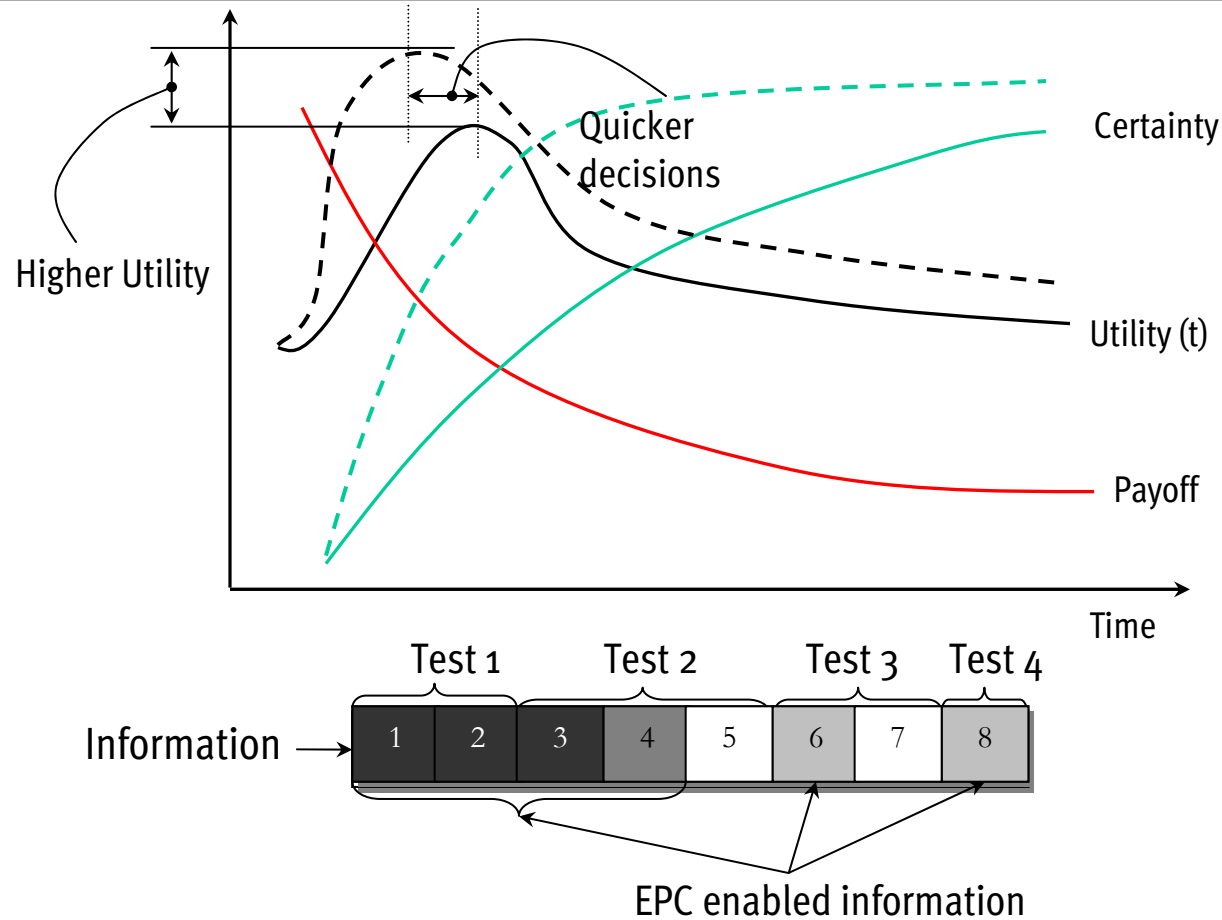 Quicker
decisions
Certainty
Higher Utility
Utility (t)
Payoff
Time
Test 1 Test 2 Test 3 Test 4
Information 1 2 3 4 5 6 7 8
EPC enabled information